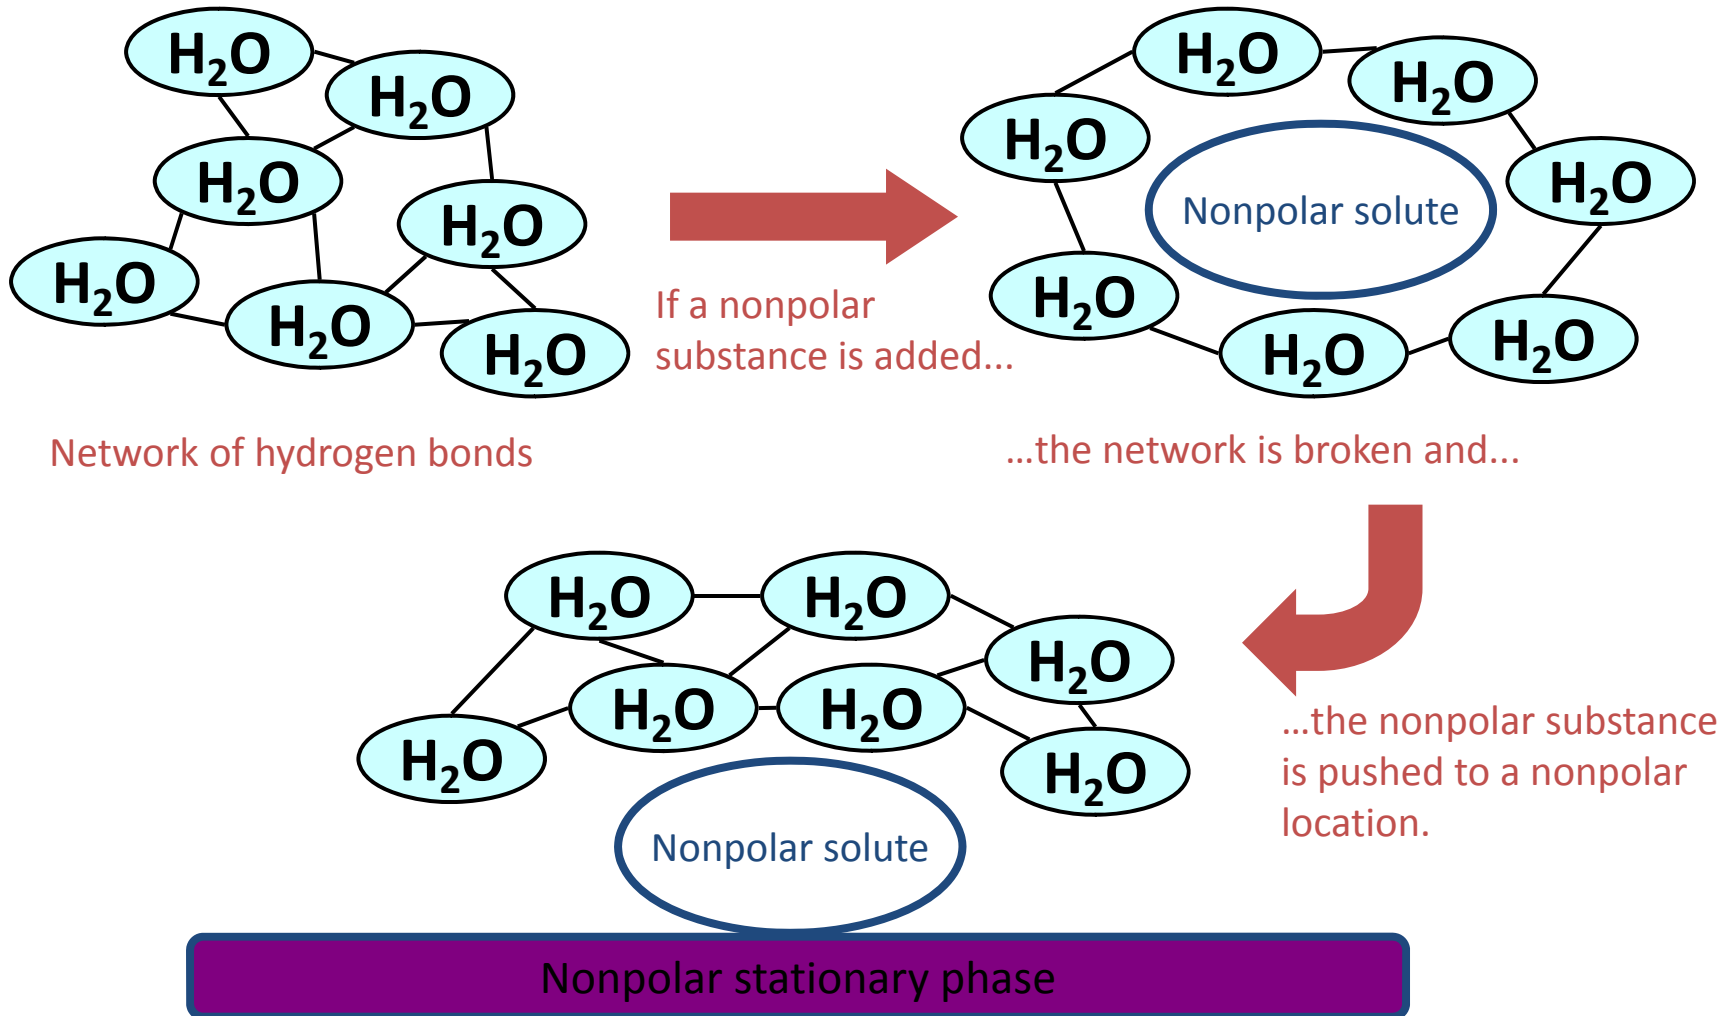 H₂O
H₂O
H₂O
H₂O
H₂O
H₂O
H₂O
Network of hydrogen bonds
If a nonpolar
substance is added...
H₂O
H₂O
H₂O
H₂O
H₂O
H₂O
H₂O
Nonpolar solute
...the network is broken and...
...the nonpolar substance
is pushed to a nonpolar
location.
H₂O
H₂O
H₂O
H₂O
H₂O
H₂O
H₂O
Nonpolar solute
Nonpolar stationary phase